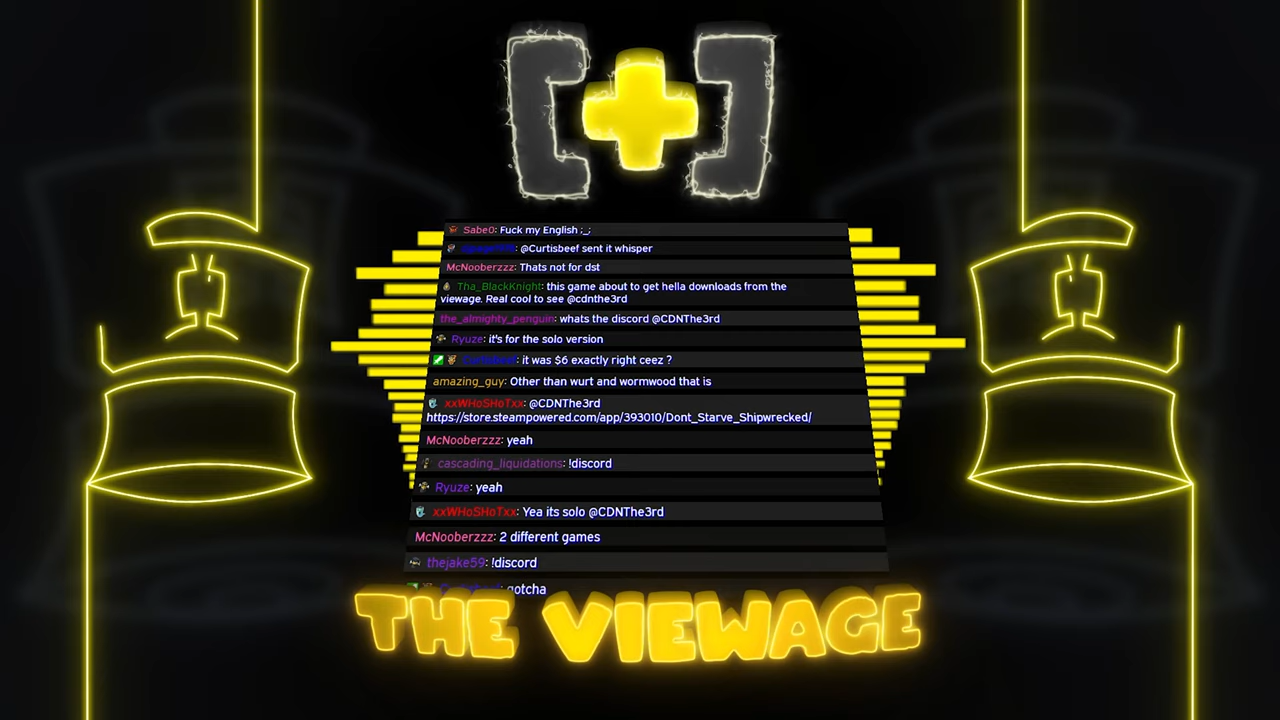 Sabe0: Fuck my English ;_;
: @Curtisbeef sent it whisper
McNooberzzz: Thats not for dst
Tha_BlackKnight: this game about to get hella downloads from the
viewage. Real cool to see @cdnthe3rd
the_almighty_penguin: whats the discord @CDNThe3rd
Ryuze: it's for the solo version
Curtisbeef: it was $6 exactly right ceez ?
amazing_guy: Other than wurt and wormwood that is
xxWHoSHoTxx: @CDNThe3rd
https://store.steampowered.com/app/393010/Dont_Starve_Shipwrecked/
McNooberzzz: yeah
cascading_liquidations: !discord
Ryuze: yeah
xxWHoSHoTxx: Yea its solo @CDNThe3rd
McNooberzzz: 2 different games
thejake59: !discord
: gotcha
THE VIEWAGE